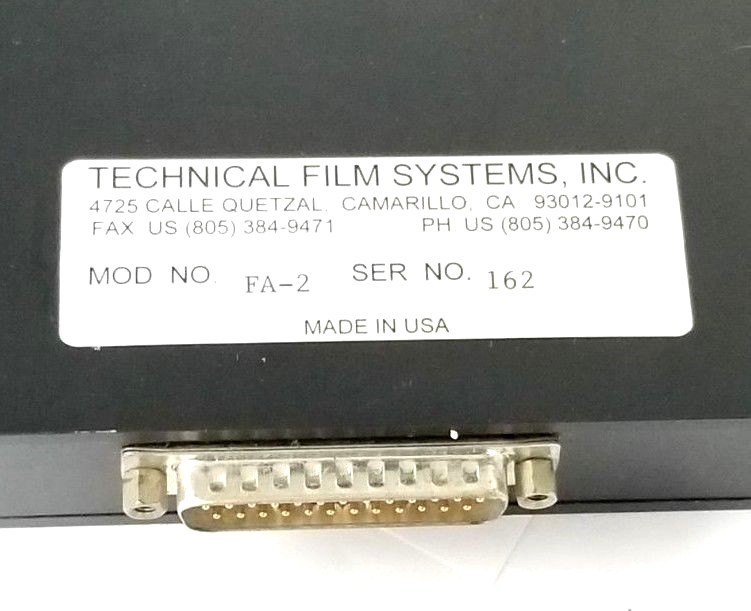 TECHNICAL FILM SYSTEMS, INC.
4725 CALLE QUETZAL, CAMARILLO, CA 93012-9101
FAX US (805) 384-9471 PH US (805) 384-9470
MOD NO. FA-2 SER NO. 162
MADE IN USA